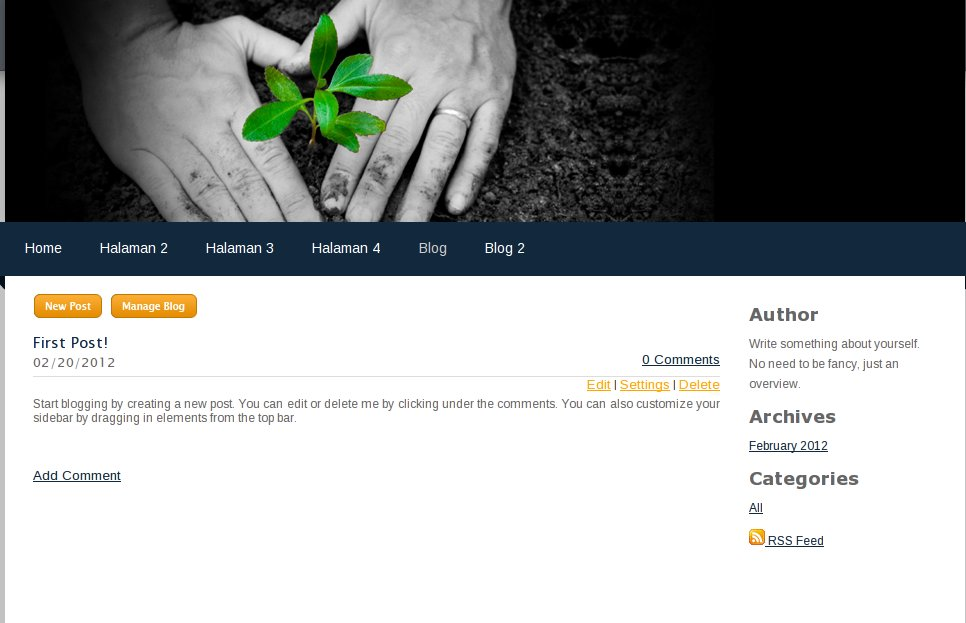 Home Halaman 2 Halaman 3 Halaman 4 Blog Blog 2
New Post Manage Blog
First Post!
02/20/2012
0 Comments
Edit | Settings | Delete
Start blogging by creating a new post. You can edit or delete me by clicking under the comments. You can also customize your
sidebar by dragging in elements from the top bar.
Add Comment
Author
Write something about yourself.
No need to be fancy, just an
overview.
Archives
February 2012
Categories
All
RSS Feed